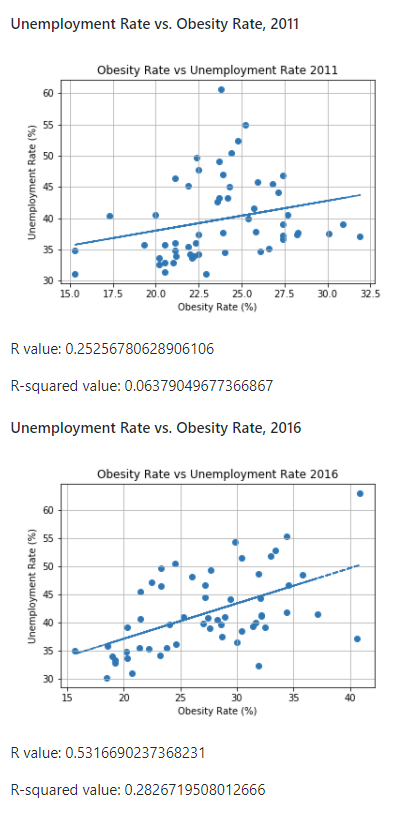 Unemployment Rate vs. Obesity Rate, 2011
Obesity Rate vs Unemployment Rate 2011
Unemployment Rate (%)
60
55
50
45
40
35
30
15.0 17.5 20.0 22.5 25.0 27.5 30.0 32.5
Obesity Rate (%)
R value: 0.25256780628906106
R-squared value: 0.06379049677366867
Unemployment Rate vs. Obesity Rate, 2016
Obesity Rate vs Unemployment Rate 2016
Unemployment Rate (%)
60
55
50
45
40
35
30
15 20 25 30 35 40
Obesity Rate (%)
R value: 0.5316690237368231
R-squared value: 0.2826719508012666